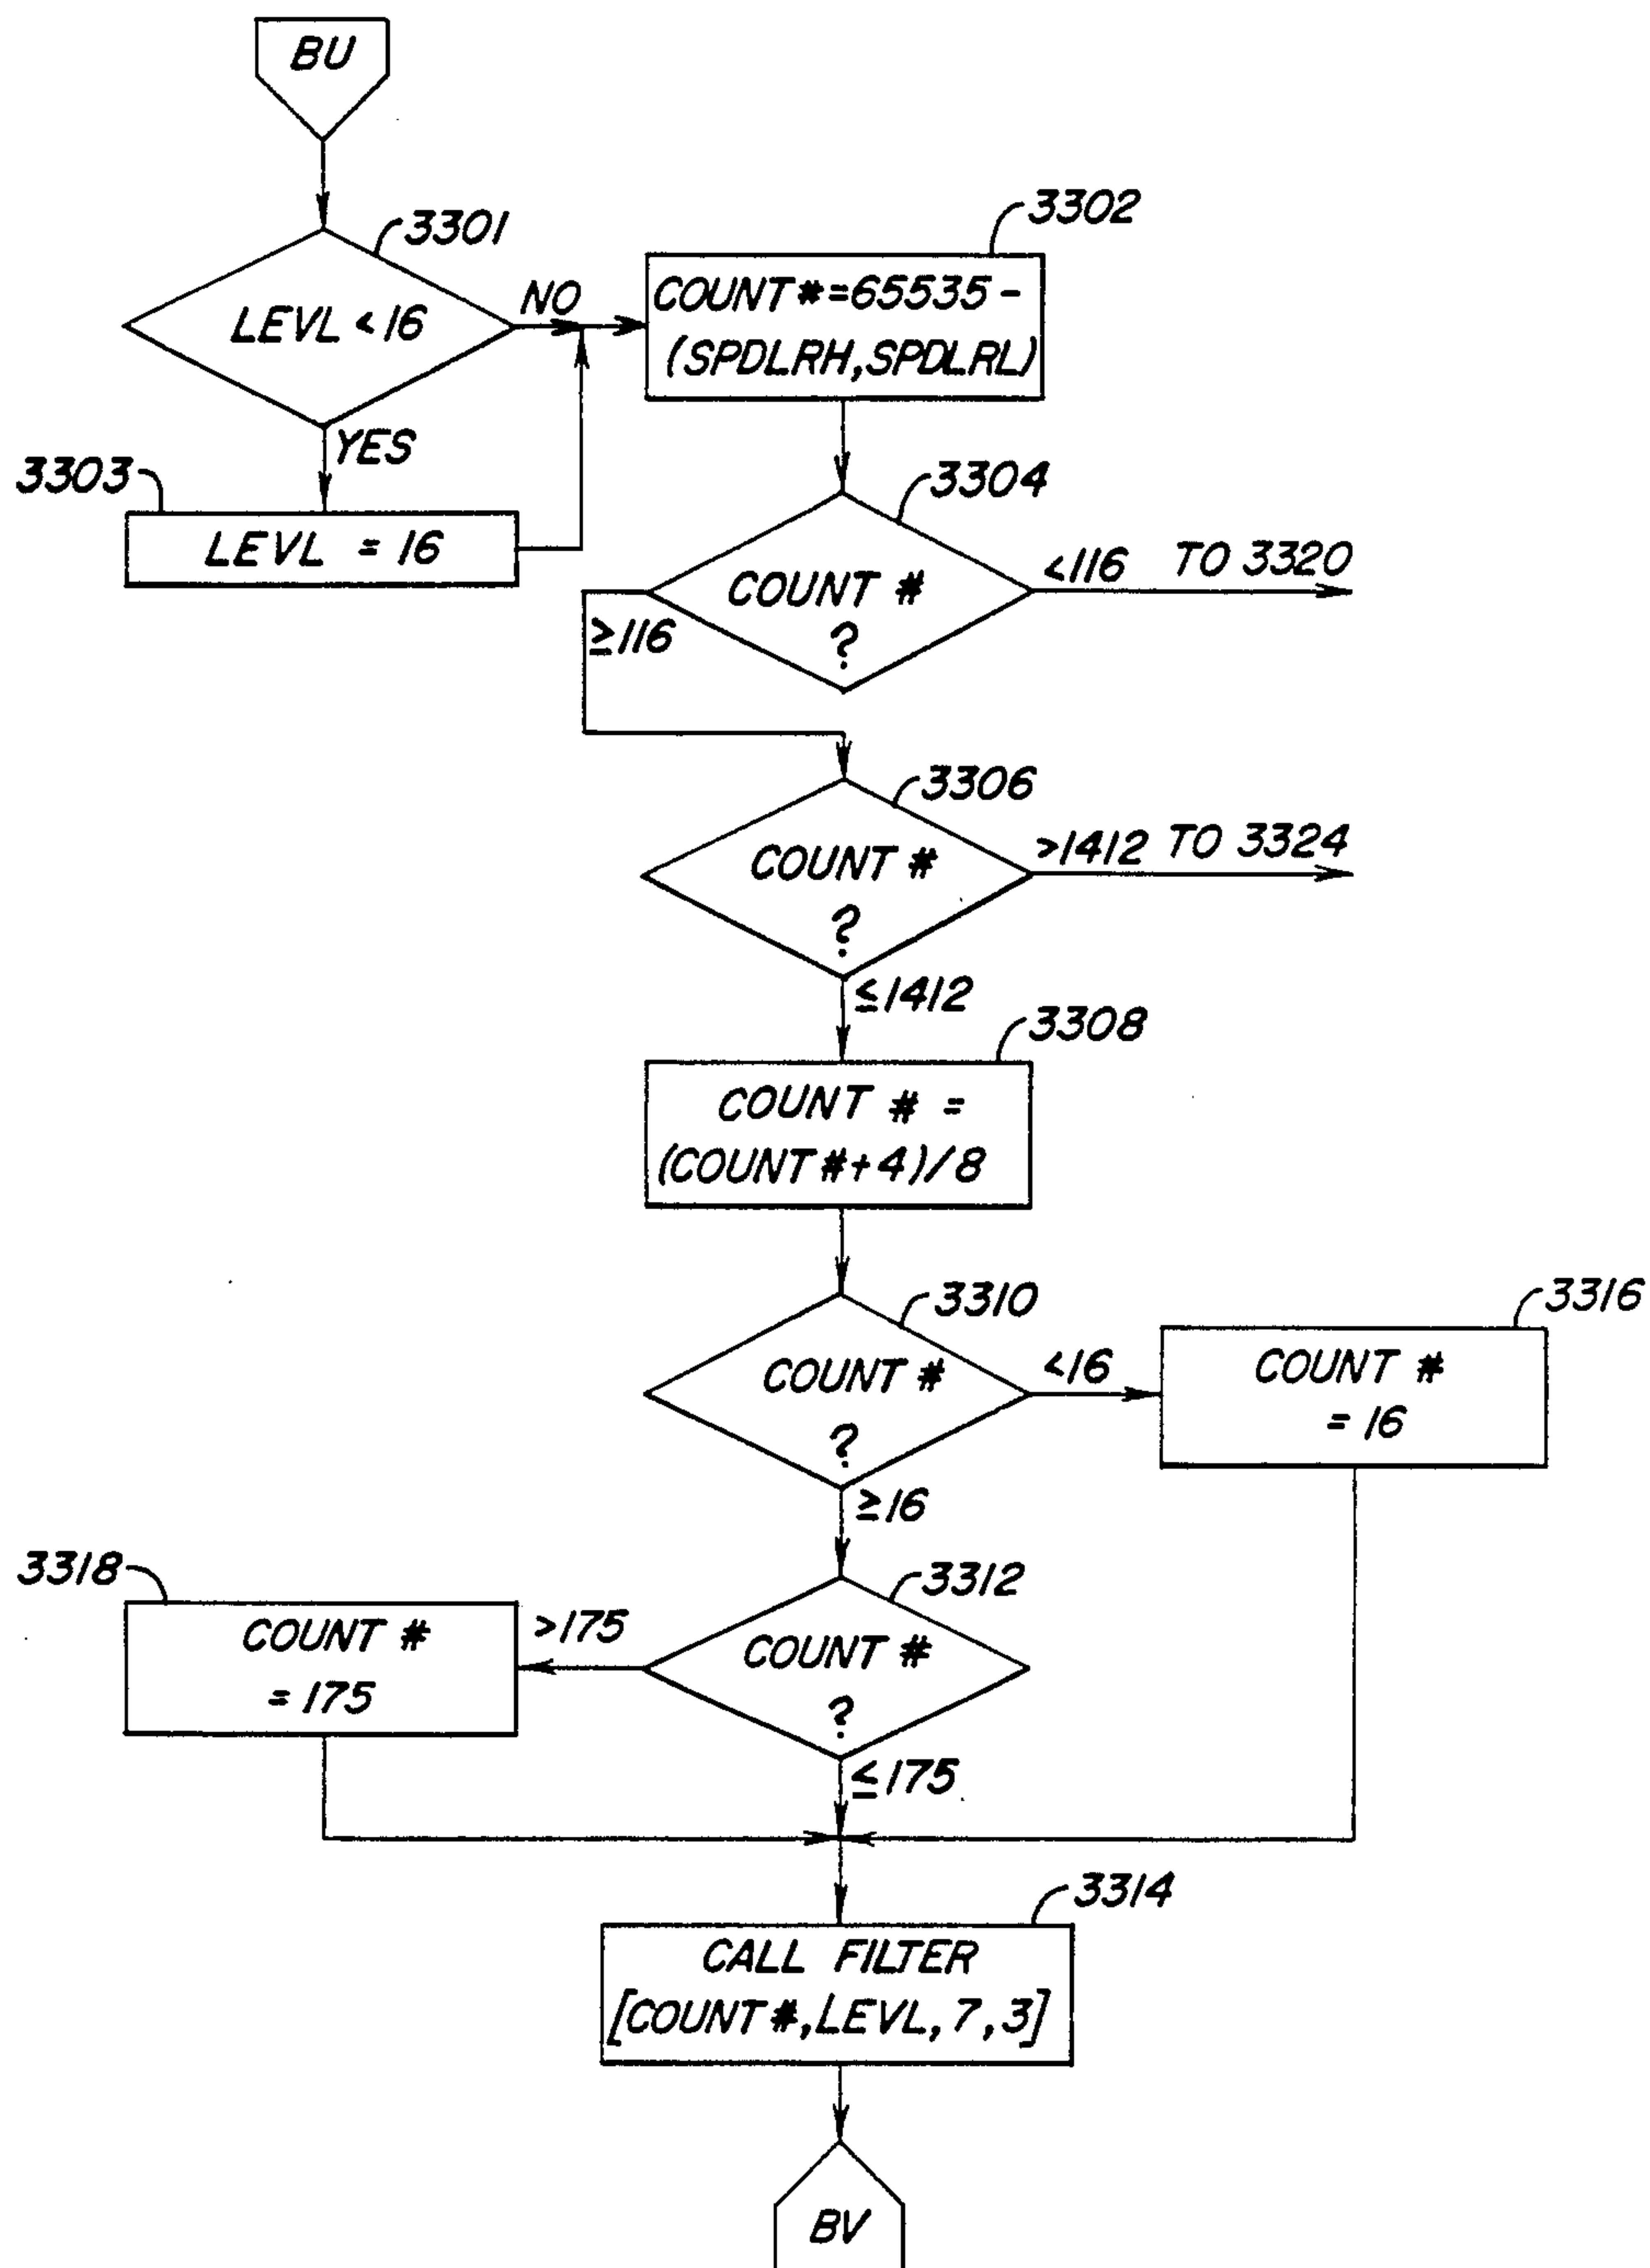 BU
3301
LEVL < 16
NO
YES
3303
LEVL = 16
3302
COUNT #=65535 -
(SPDLRH, SPDLRL)
3304
COUNT #
?
<116 TO 3320
≥116
3306
COUNT #
?
>1412 TO 3324
≤1412
3308
COUNT # =
(COUNT #+4)/8
3310
COUNT #
?
<16
3316
COUNT #
= 16
≥16
3312
COUNT #
?
>175
3318
COUNT #
= 175
≤175
3314
CALL FILTER
[COUNT #, LEVL, 7, 3]
BV